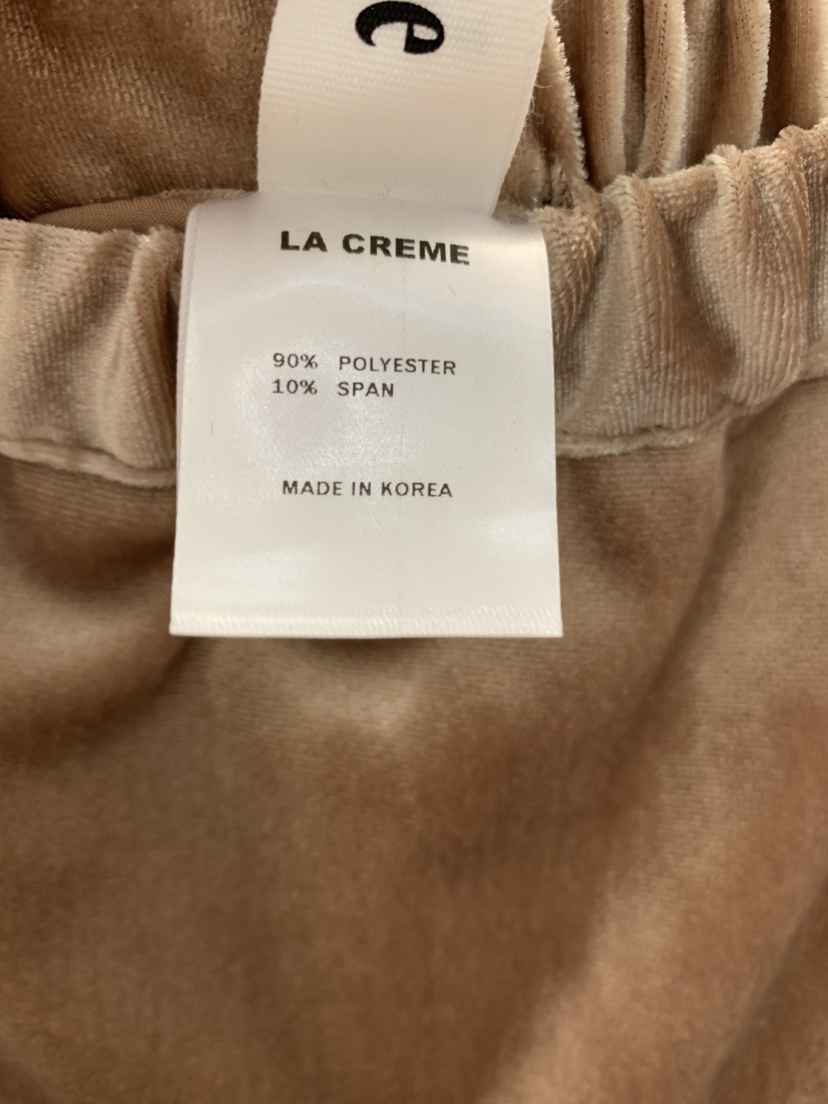 e
LA CREME
90% POLYESTER
10% SPAN
MADE IN KOREA